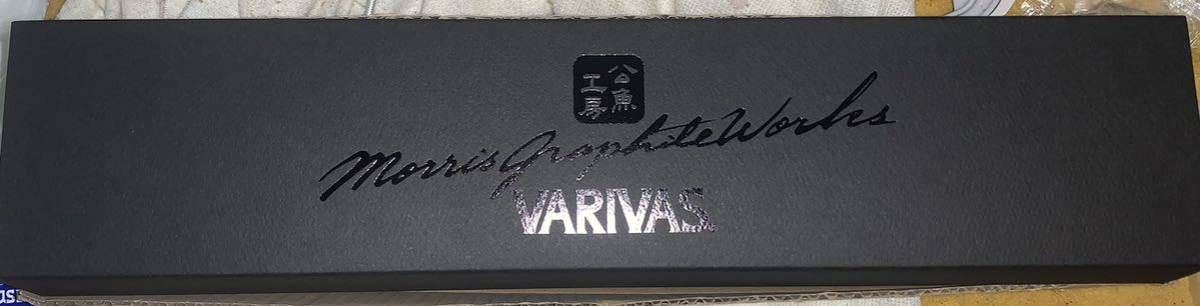 公魚
工房
Morris Graphite Works
VARIVAS